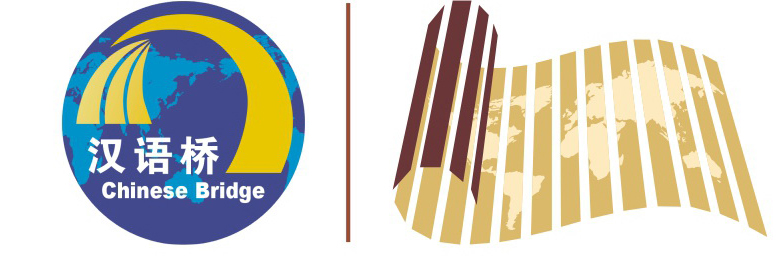 汉语桥
Chinese Bridge